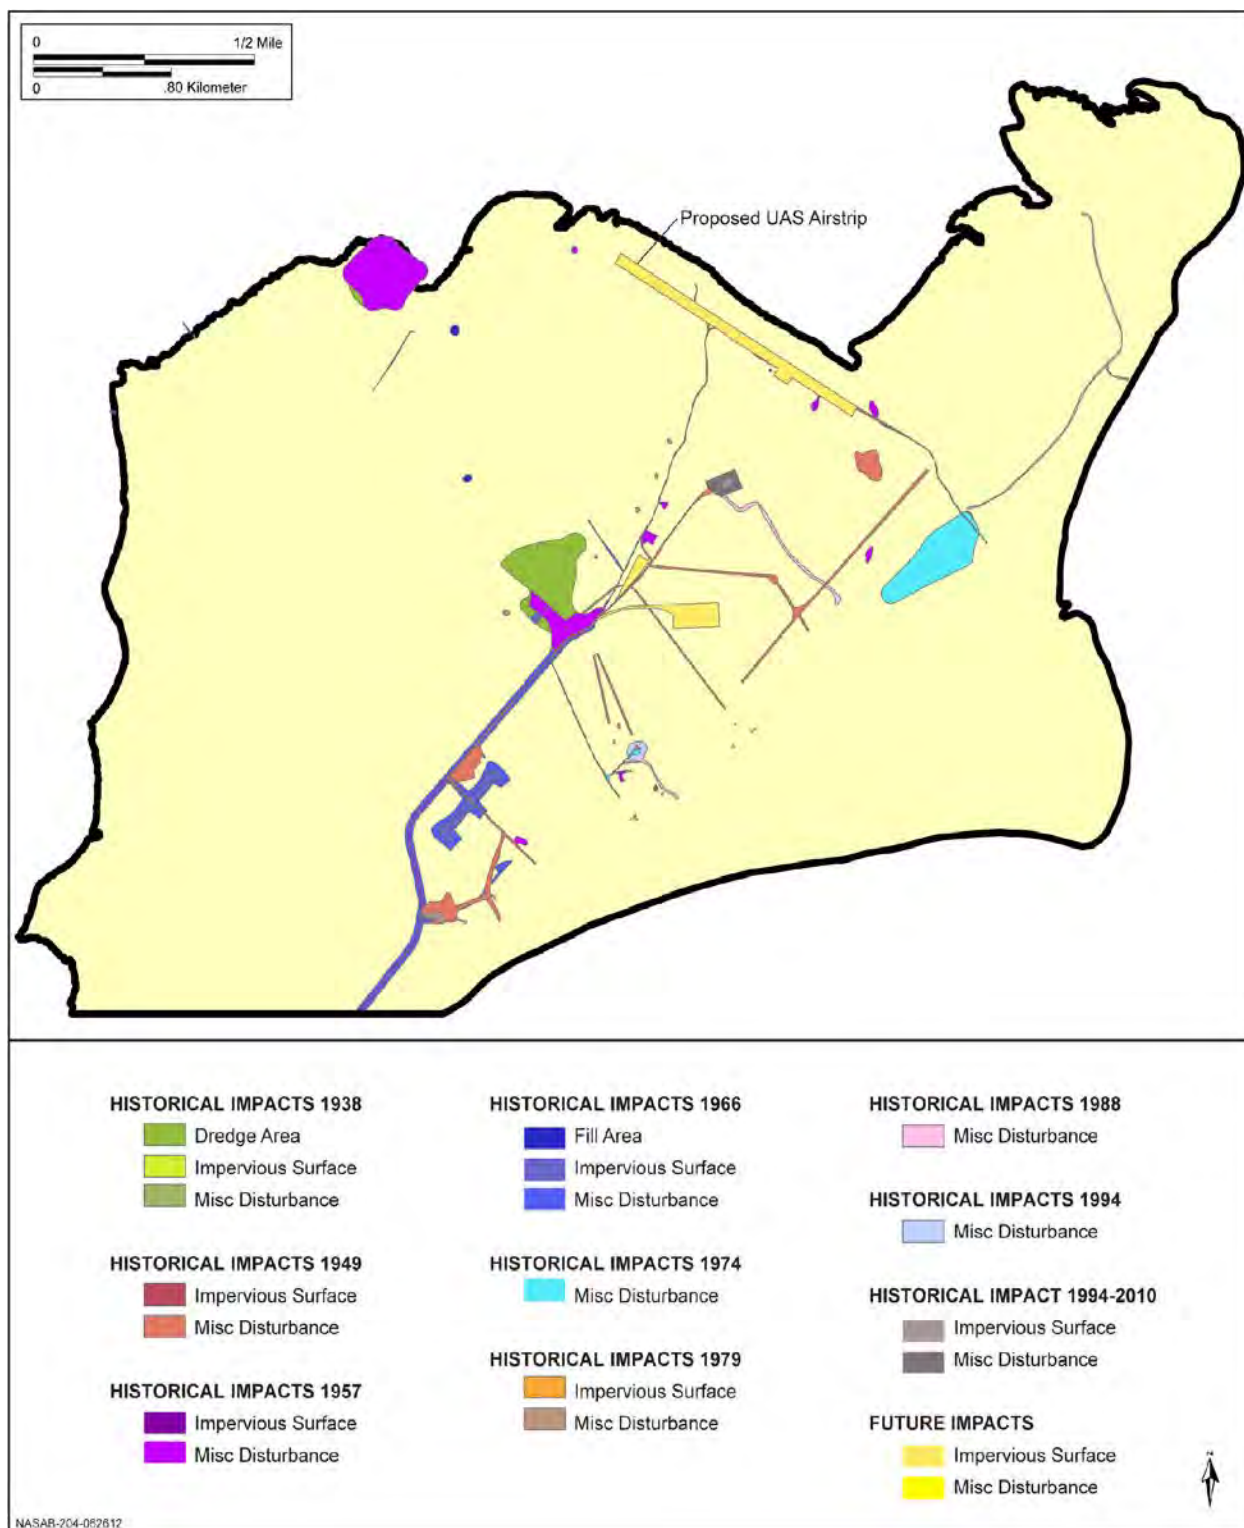 0 1/2 Mile
0 .80 Kilometer
Proposed UAS Airstrip
HISTORICAL IMPACTS 1938
Dredge Area
Impervious Surface
Misc Disturbance
HISTORICAL IMPACTS 1949
Impervious Surface
Misc Disturbance
HISTORICAL IMPACTS 1957
Impervious Surface
Misc Disturbance
HISTORICAL IMPACTS 1966
Fill Area
Impervious Surface
Misc Disturbance
HISTORICAL IMPACTS 1974
Misc Disturbance
HISTORICAL IMPACTS 1979
Impervious Surface
Misc Disturbance
HISTORICAL IMPACTS 1988
Misc Disturbance
HISTORICAL IMPACTS 1994
Misc Disturbance
HISTORICAL IMPACT 1994-2010
Impervious Surface
Misc Disturbance
FUTURE IMPACTS
Impervious Surface
Misc Disturbance
NASAB-204-062612